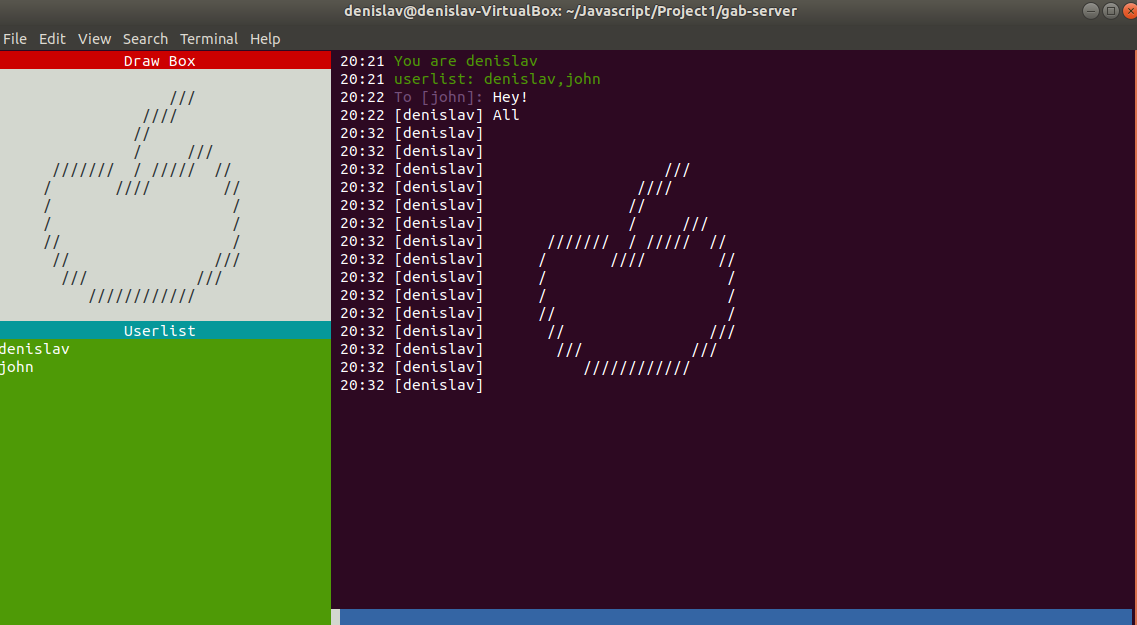 denislav@denislav-VirtualBox: ~/Javascript/Project1/gab-server
File Edit View Search Terminal Help
Draw Box
                   ///
                ////
               //
               /     ///
      ///////  / /////  //
     /       ////        //
     /                    /
     /                    /
     //                   /
      //                ///
       ///            ///
          ////////////
Userlist
denislav
john
20:21 You are denislav
20:21 userlist: denislav,john
20:22 To [john]: Hey!
20:22 [denislav] All
20:32 [denislav]
20:32 [denislav]
20:32 [denislav]                    ///
20:32 [denislav]                 ////
20:32 [denislav]                //
20:32 [denislav]                /     ///
20:32 [denislav]       ///////  / /////  //
20:32 [denislav]      /       ////        //
20:32 [denislav]      /                    /
20:32 [denislav]      /                    /
20:32 [denislav]      //                   /
20:32 [denislav]       //                ///
20:32 [denislav]        ///            ///
20:32 [denislav]           ////////////
20:32 [denislav]